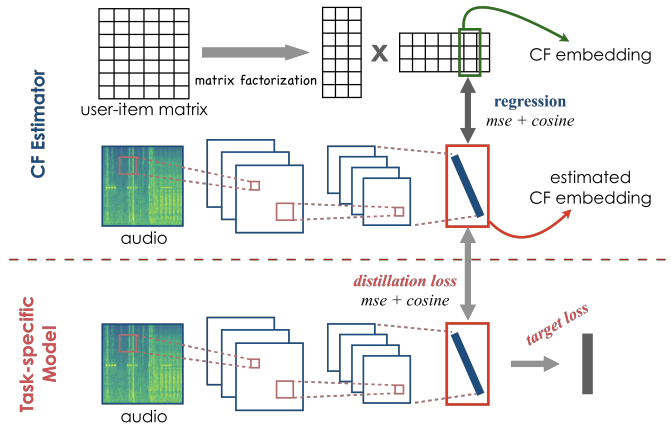 CF Estimator
user-item matrix
matrix factorization
X
CF embedding
regression
mse + cosine
audio
estimated
CF embedding
distillation loss
mse + cosine
Task-specific
Model
audio
target loss